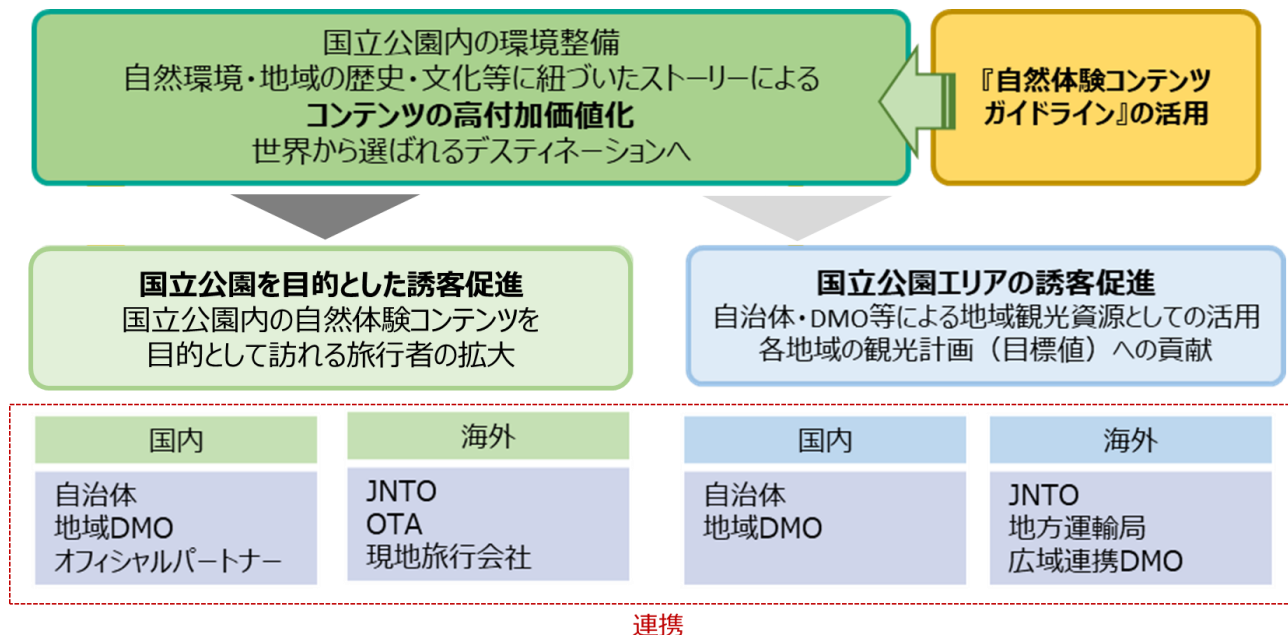 国立公園内の環境整備
自然環境・地域の歴史・文化等に紐づいたストーリーによる
コンテンツの高付加価値化
世界から選ばれるデスティネーションへ
『自然体験コンテンツ
ガイドライン』の活用
国立公園を目的とした誘客促進
国立公園内の自然体験コンテンツを
目的として訪れる旅行者の拡大
国立公園エリアの誘客促進
自治体・DMO等による地域観光資源としての活用
各地域の観光計画（目標値）への貢献
国内
自治体
地域DMO
オフィシャルパートナー
海外
JNTO
OTA
現地旅行会社
国内
自治体
地域DMO
海外
JNTO
地方運輸局
広域連携DMO
連携